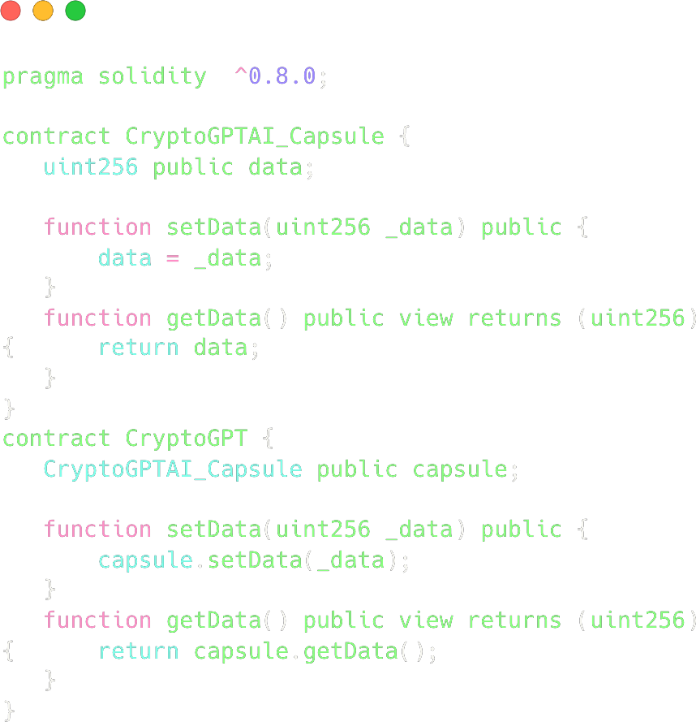 pragma solidity  ^0.8.0;
contract CryptoGPTAI_Capsule {
   uint256 public data;
   function setData(uint256 _data) public {
       data = _data;
   }
   function getData() public view returns (uint256)
{      return data;
   }
}
contract CryptoGPT {
   CryptoGPTAI_Capsule public capsule;
   function setData(uint256 _data) public {
       capsule.setData(_data);
   }
   function getData() public view returns (uint256)
{      return capsule.getData();
   }
}